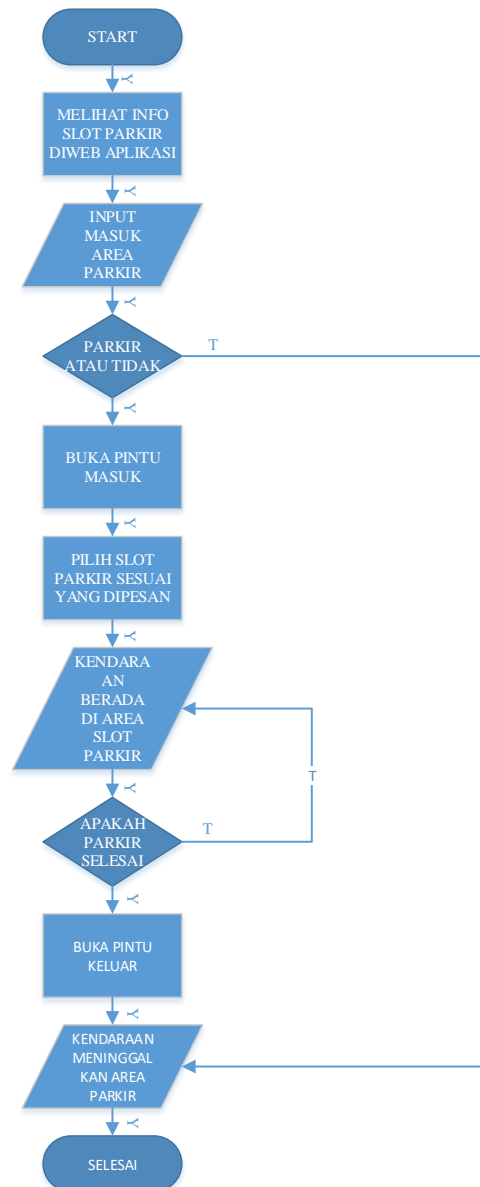 START
Y
MELIHAT INFO
SLOT PARKIR
DIWEB APLIKASI
Y
INPUT
MASUK
AREA
PARKIR
Y
PARKIR
ATAU TIDAK
T
Y
BUKA PINTU
MASUK
Y
PILIH SLOT
PARKIR SESUAI
YANG DIPESAN
Y
KENDARA
AN
BERADA
DI AREA
SLOT
PARKIR
T
Y
APAKAH
PARKIR
SELESAI
T
Y
BUKA PINTU
KELUAR
Y
KENDARAAN
MENINGGAL
KAN AREA
PARKIR
Y
SELESAI